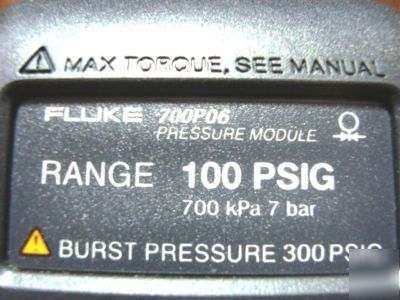 MAX TORQUE, SEE MANUAL
FLUKE 700P06
PRESSURE MODULE
RANGE 100 PSIG
700 kPa 7 bar
BURST PRESSURE 300 PSIG